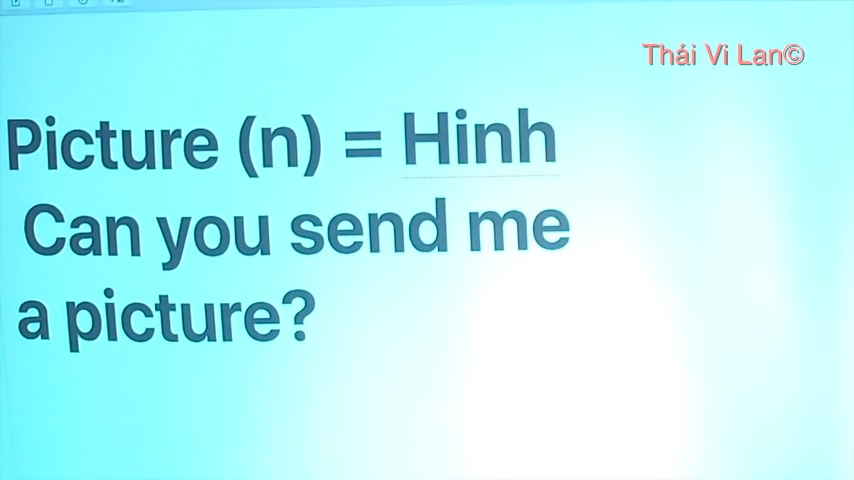 Thái Vi Lan©
Picture (n) = Hinh
Can you send me
a picture?